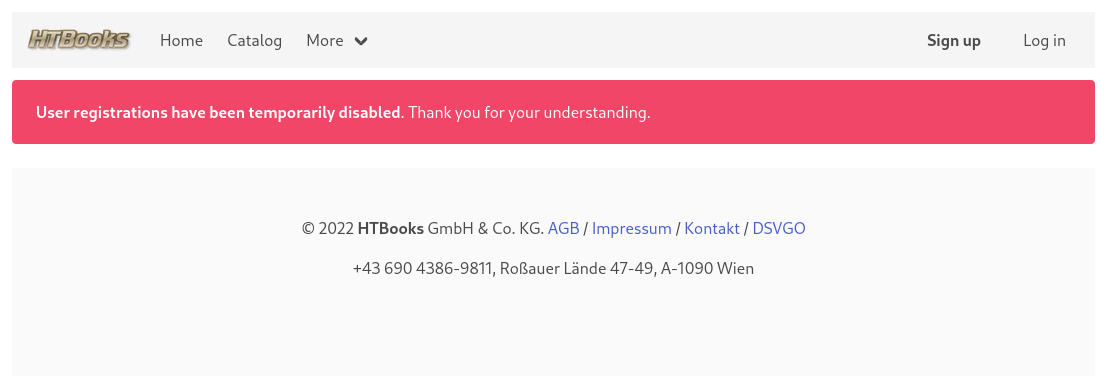 HTBooks Home Catalog More Sign up Log in
User registrations have been temporarily disabled. Thank you for your understanding.
© 2022 HTBooks GmbH & Co. KG. AGB / Impressum / Kontakt / DSVGO
+43 690 4386-9811, Roßauer Lände 47-49, A-1090 Wien